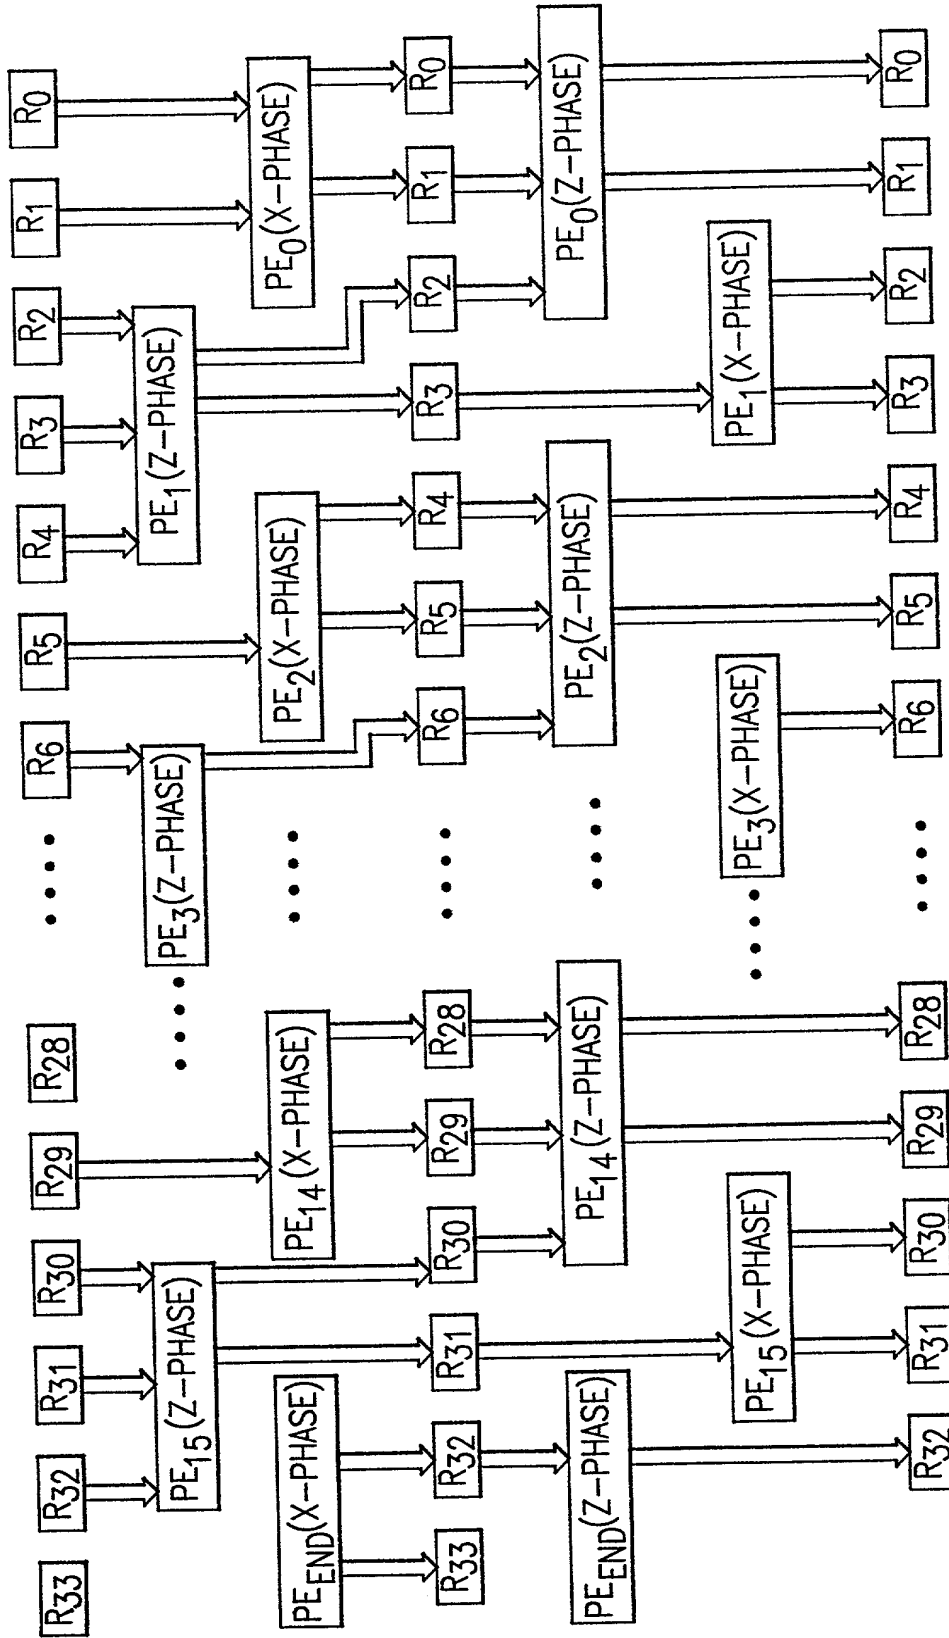 R33 R32 R31 R30 R29 R28 R6 R5 R4 R3 R2 R1 R0
PE15(Z-PHASE) PE3(Z-PHASE) PE1(Z-PHASE)
PEEND(X-PHASE) PE14(X-PHASE) PE2(X-PHASE) PE0(X-PHASE)
R33 R32 R31 R30 R29 R28 R6 R5 R4 R3 R2 R1 R0
PEEND(Z-PHASE) PE14(Z-PHASE) PE2(Z-PHASE) PE0(Z-PHASE)
PE15(X-PHASE) PE3(X-PHASE) PE1(X-PHASE)
R32 R31 R30 R29 R28 R6 R5 R4 R3 R2 R1 R0